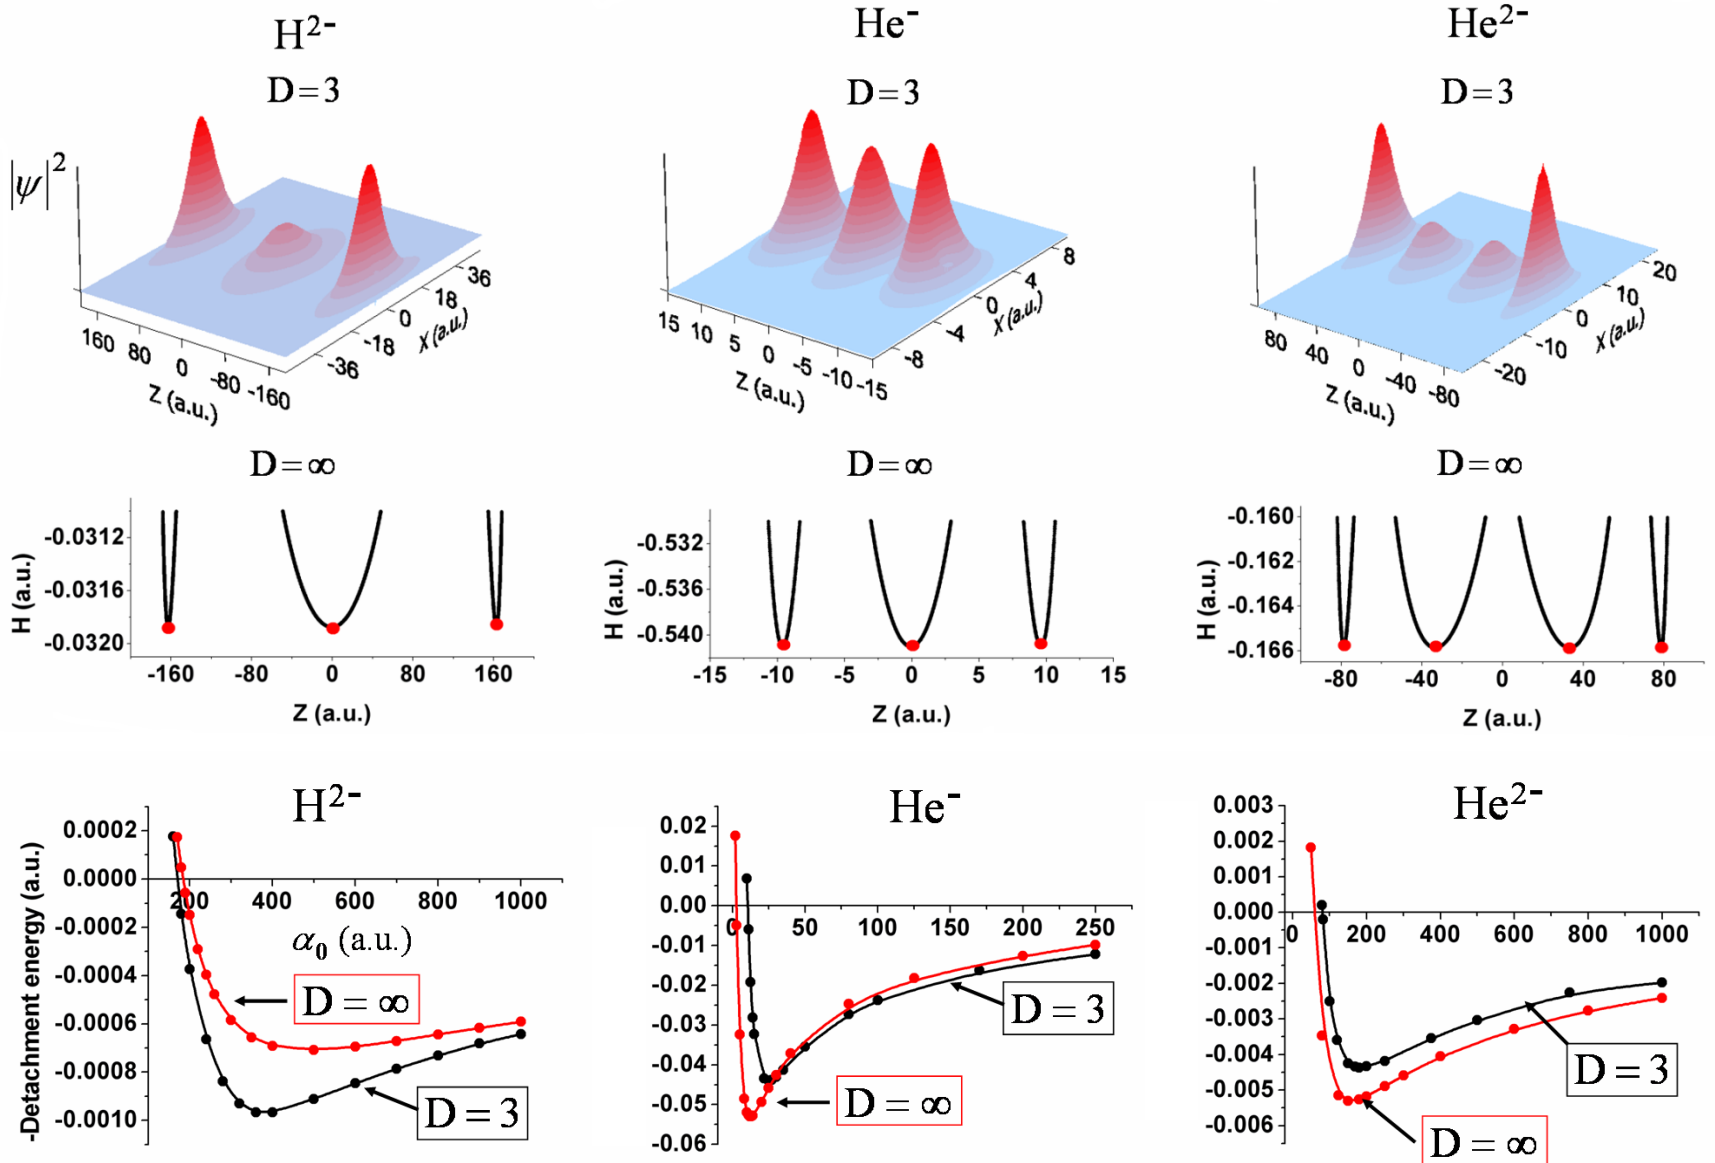 H²⁻
He⁻
He²⁻
D=3
D=3
D=3
|ψ|²
160 80 0 -80 -160
Z (a.u.)
-36 -18 0 18 36
X (a.u.)
15 10 5 0 -5 -10 -15
Z (a.u.)
-8 -4 0 4 8
X (a.u.)
80 40 0 -40 -80
Z (a.u.)
-20 -10 0 10 20
X (a.u.)
D=∞
D=∞
D=∞
H (a.u.)
-0.0312
-0.0316
-0.0320
-160 -80 0 80 160
Z (a.u.)
H (a.u.)
-0.532
-0.536
-0.540
-15 -10 -5 0 5 10 15
Z (a.u.)
H (a.u.)
-0.160
-0.162
-0.164
-0.166
-80 -40 0 40 80
Z (a.u.)
H²⁻
-Detachment energy (a.u.)
0.0002
0.0000
-0.0002
-0.0004
-0.0006
-0.0008
-0.0010
200 400 600 800 1000
α₀ (a.u.)
D = ∞
D = 3
He⁻
0.02
0.01
0.00
-0.01
-0.02
-0.03
-0.04
-0.05
-0.06
0 50 100 150 200 250
D = 3
D = ∞
He²⁻
0.003
0.002
0.001
0.000
-0.001
-0.002
-0.003
-0.004
-0.005
-0.006
0 200 400 600 800 1000
D = 3
D = ∞